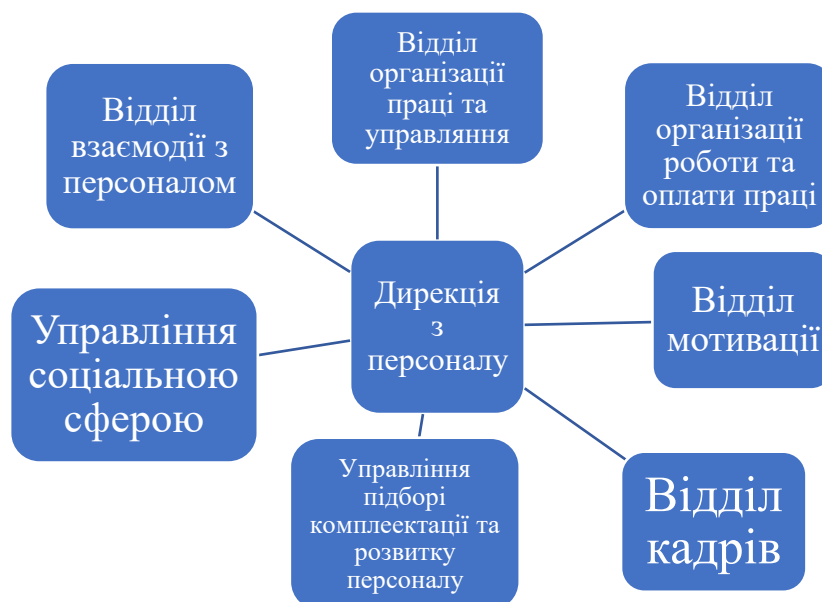 Відділ
організації
праці та
управляння
Відділ
взаємодії з
персоналом
Відділ
організації
роботи та
оплати праці
Дирекція
з
персоналу
Відділ
мотивації
Управління
соціальною
сферою
Управління
підборі
комплеектації та
розвитку
персоналу
Відділ
кадрів